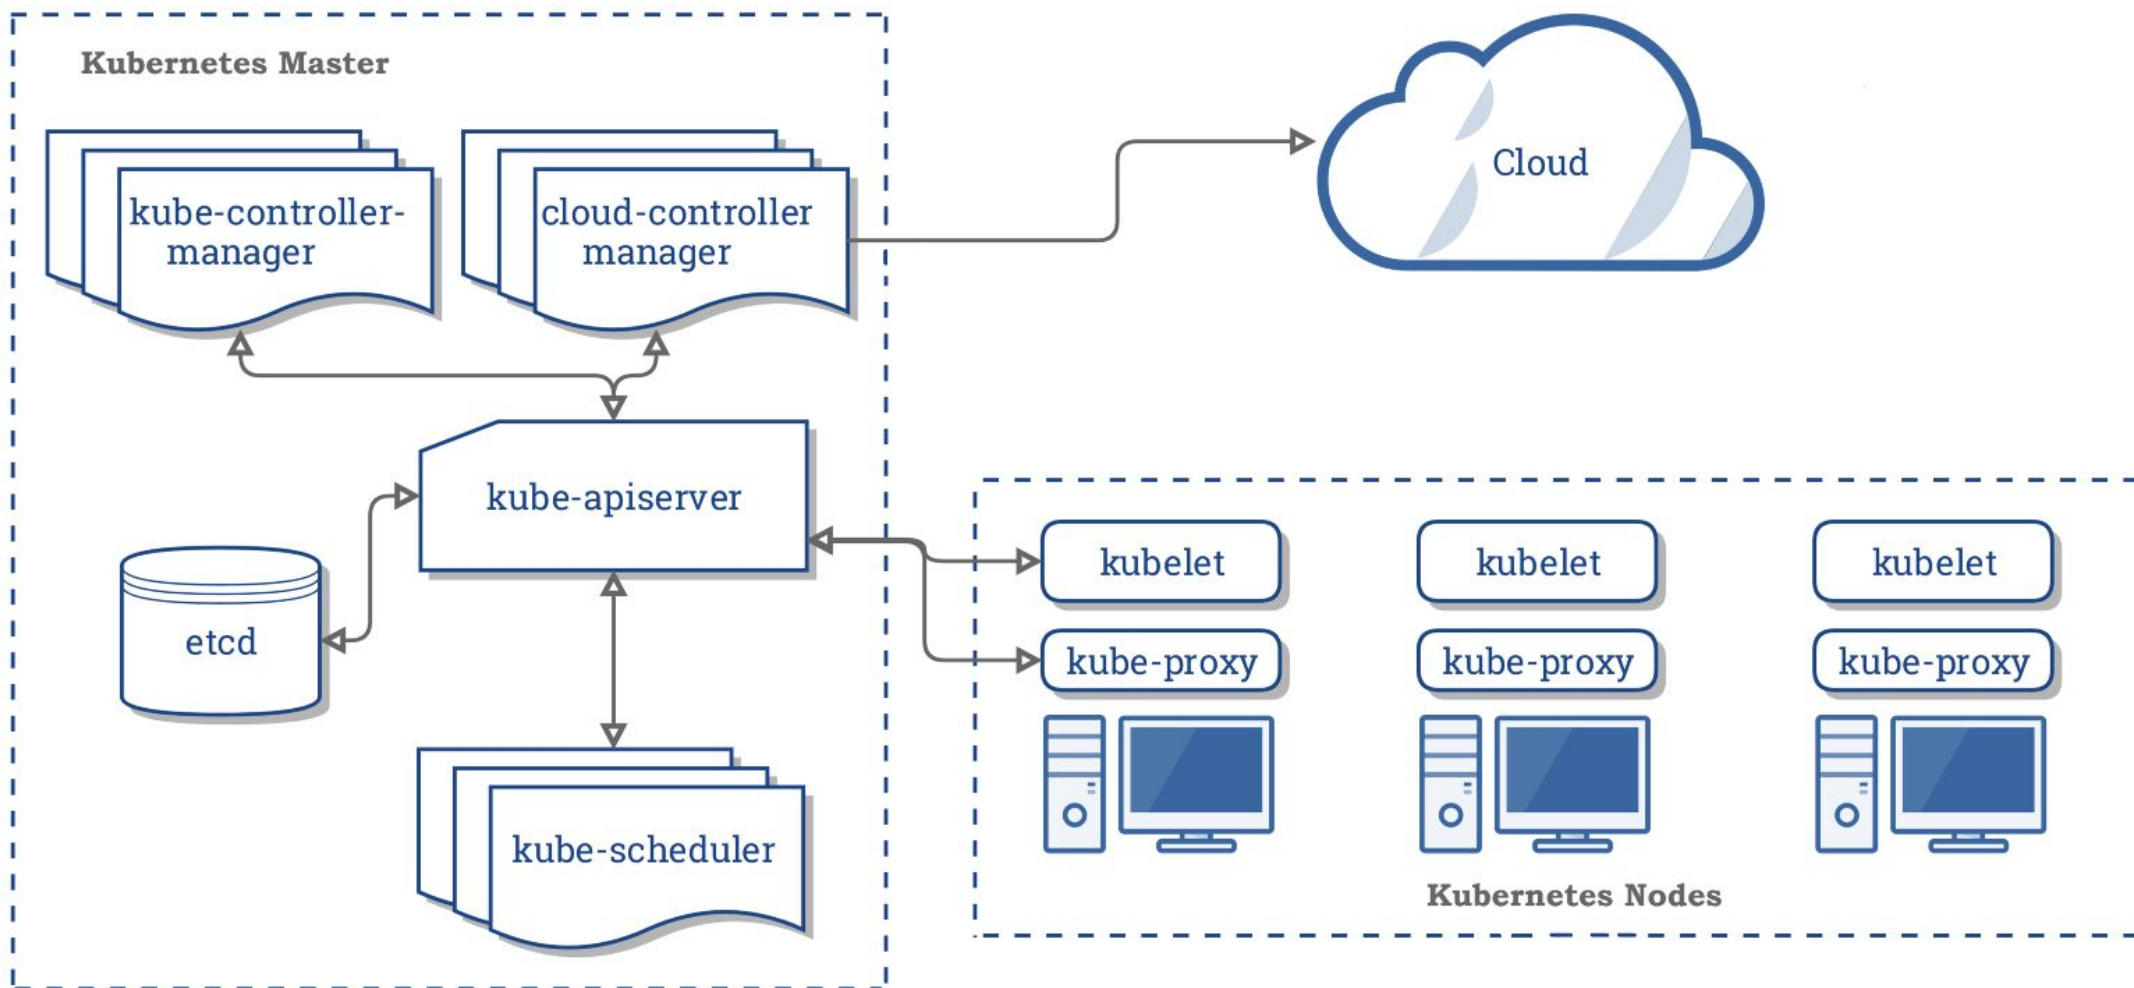 Kubernetes Master
kube-controller-
manager
cloud-controller
manager
Cloud
kube-apiserver
etcd
kube-scheduler
kubelet
kubelet
kubelet
kube-proxy
kube-proxy
kube-proxy
Kubernetes Nodes